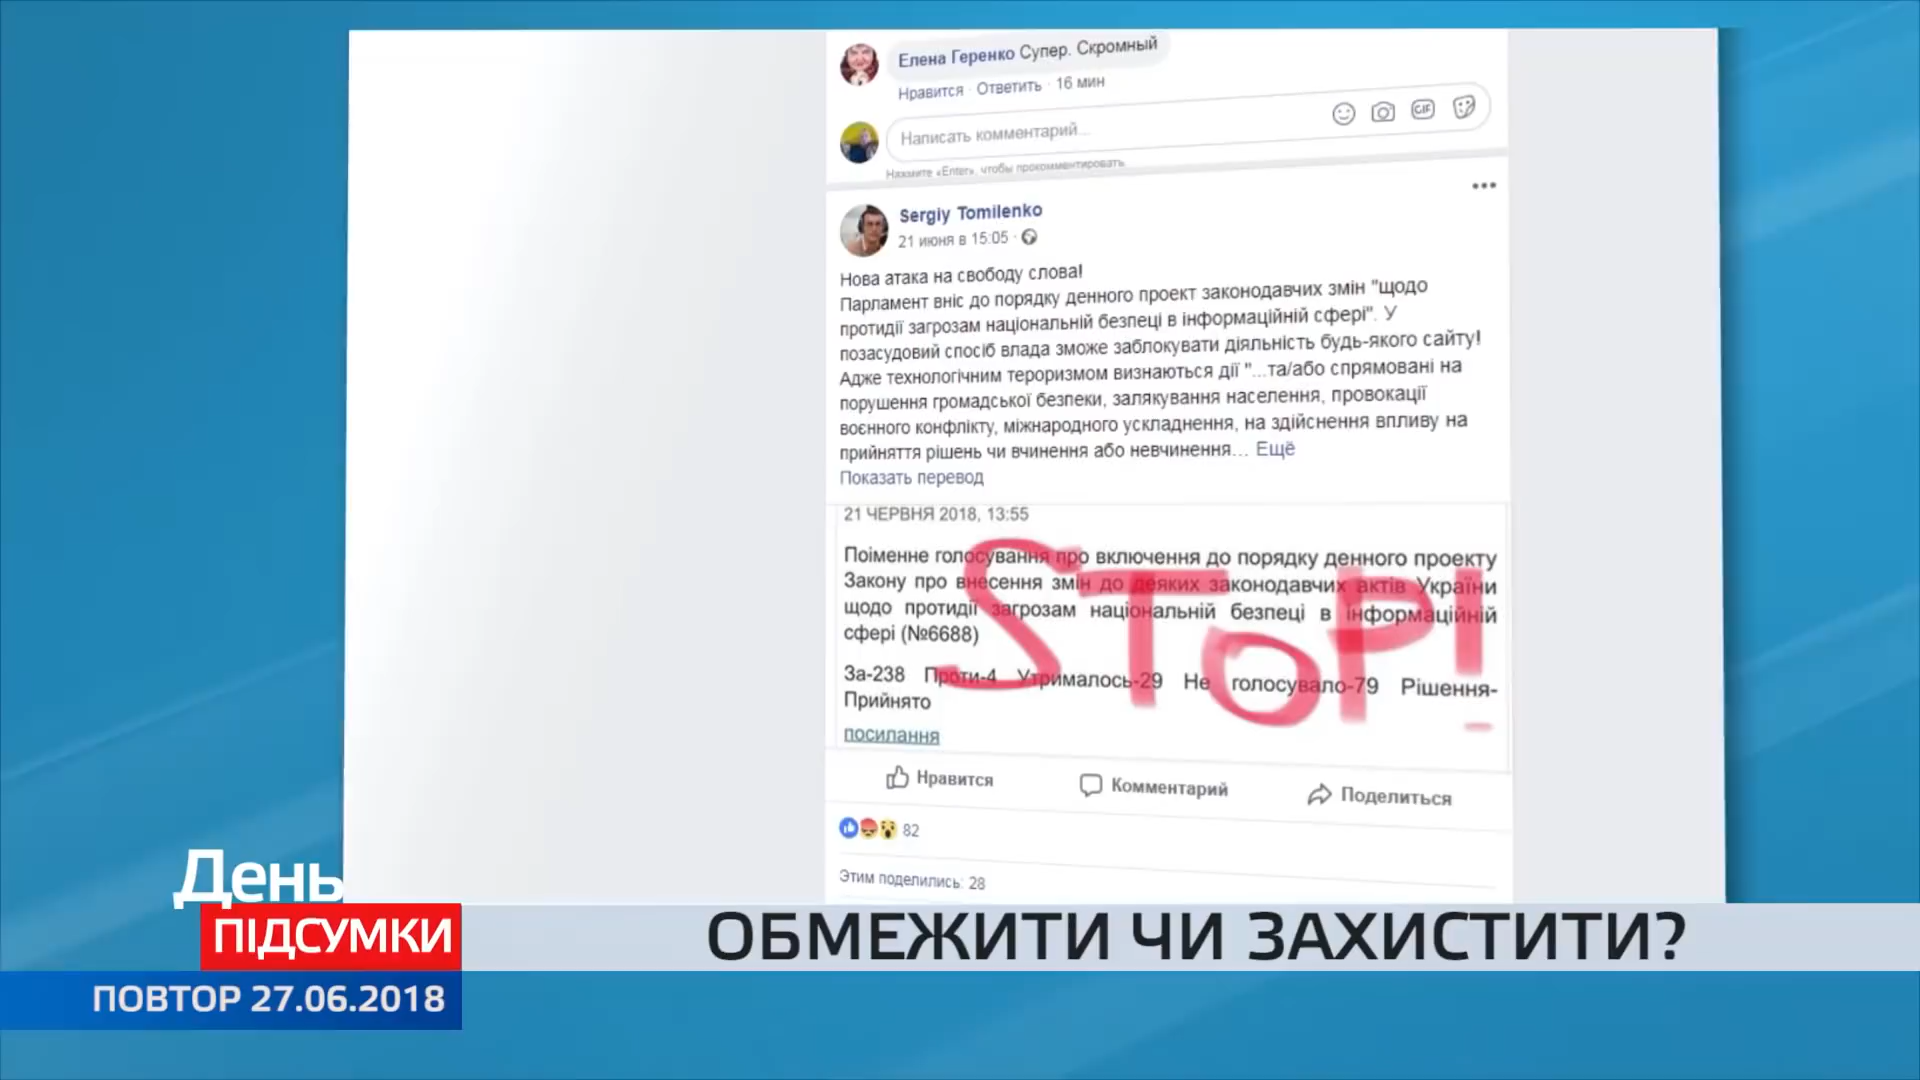 Елена Геренко Супер. Скромный
Нравится · Ответить · 16 мин
Написать комментарий...
GIF
Нажмите «Enter», чтобы прокомментировать.
Sergiy Tomilenko
21 июня в 15:05 ·
Нова атака на свободу слова!
Парламент вніс до порядку денного проект законодавчих змін "щодо
протидії загрозам національній безпеці в інформаційній сфері". У
позасудовий спосіб влада зможе заблокувати діяльність будь-якого сайту!
Адже технологічним тероризмом визнаються дії "...та/або спрямовані на
порушення громадської безпеки, залякування населення, провокації
воєнного конфлікту, міжнародного ускладнення, на здійснення впливу на
прийняття рішень чи вчинення або невчинення... Ещё
Показать перевод
21 ЧЕРВНЯ 2018, 13:55
Поіменне голосування про включення до порядку денного проекту
Закону про внесення змін до деяких законодавчих актів України
щодо протидії загрозам національній безпеці в інформаційній
сфері (№6688)
За-238 Проти-4 Утрималось-29 Не голосувало-79 Рішення-
Прийнято
посилання
STOP!
Нравится Комментарий Поделиться
82
Этим поделились: 28
День
ПІДСУМКИ
ОБМЕЖИТИ ЧИ ЗАХИСТИТИ?
ПОВТОР 27.06.2018